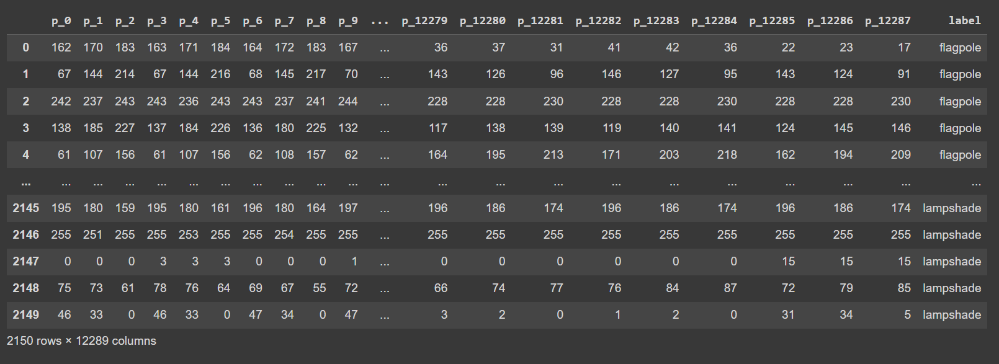 p_0 p_1 p_2 p_3 p_4 p_5 p_6 p_7 p_8 p_9 ... p_12279 p_12280 p_12281 p_12282 p_12283 p_12284 p_12285 p_12286 p_12287 label
0 162 170 183 163 171 184 164 172 183 167 ... 36 37 31 41 42 36 22 23 17 flagpole
1 67 144 214 67 144 216 68 145 217 70 ... 143 126 96 146 127 95 143 124 91 flagpole
2 242 237 243 243 236 243 243 237 241 244 ... 228 228 230 228 228 230 228 228 230 flagpole
3 138 185 227 137 184 226 136 180 225 132 ... 117 138 139 119 140 141 124 145 146 flagpole
4 61 107 156 61 107 156 62 108 157 62 ... 164 195 213 171 203 218 162 194 209 flagpole
... ... ... ... ... ... ... ... ... ... ... ... ... ... ... ... ... ... ... ... ... ...
2145 195 180 159 195 180 161 196 180 164 197 ... 196 186 174 196 186 174 196 186 174 lampshade
2146 255 251 255 255 253 255 255 254 255 255 ... 255 255 255 255 255 255 255 255 255 lampshade
2147 0 0 0 3 3 3 0 0 0 1 ... 0 0 0 0 0 0 15 15 15 lampshade
2148 75 73 61 78 76 64 69 67 55 72 ... 66 74 77 76 84 87 72 79 85 lampshade
2149 46 33 0 46 33 0 47 34 0 47 ... 3 2 0 1 2 0 31 34 5 lampshade
2150 rows × 12289 columns